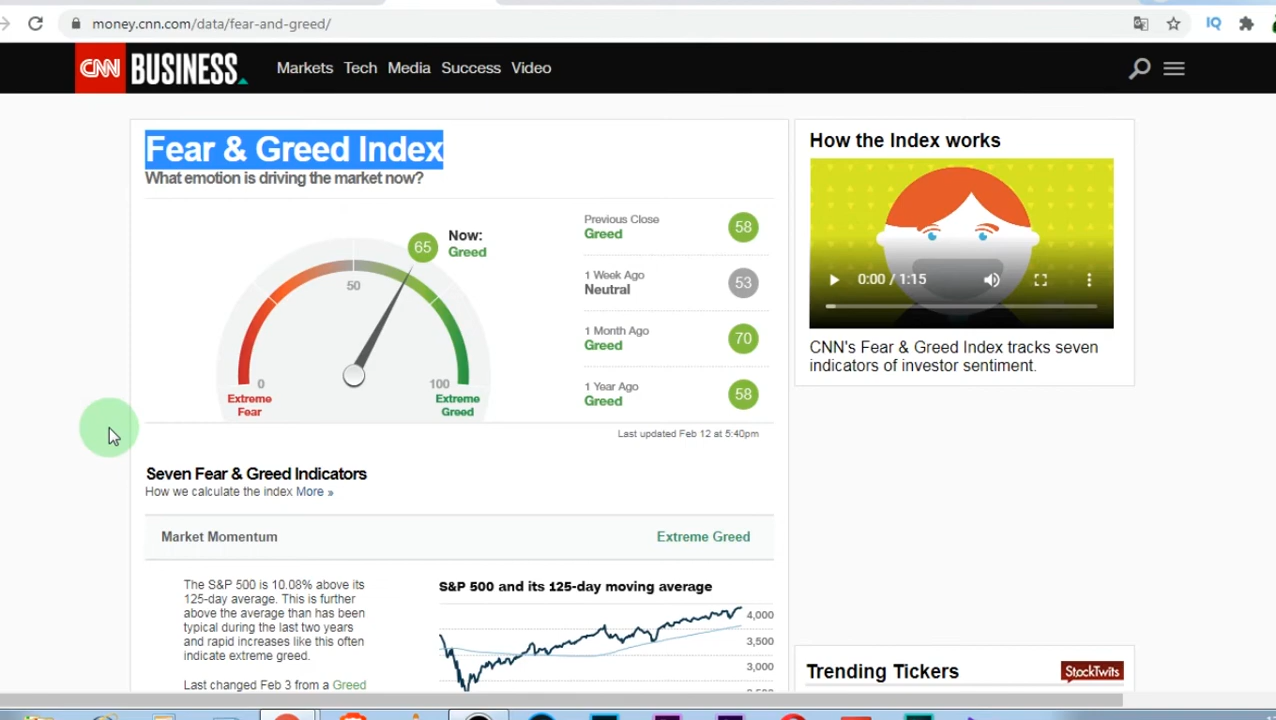 money.cnn.com/data/fear-and-greed/
CNN BUSINESS
Markets Tech Media Success Video
Fear & Greed Index
What emotion is driving the market now?
65
Now:
Greed
50
0
100
Extreme
Fear
Extreme
Greed
Previous Close
Greed
58
1 Week Ago
Neutral
53
1 Month Ago
Greed
70
1 Year Ago
Greed
58
Last updated Feb 12 at 5:40pm
Seven Fear & Greed Indicators
How we calculate the index More »
Market Momentum
Extreme Greed
The S&P 500 is 10.08% above its
125-day average. This is further
above the average than has been
typical during the last two years
and rapid increases like this often
indicate extreme greed.
Last changed Feb 3 from a Greed
S&P 500 and its 125-day moving average
4,000
3,500
3,000
How the Index works
0:00 / 1:15
CNN's Fear & Greed Index tracks seven
indicators of investor sentiment.
Trending Tickers
StockTwits